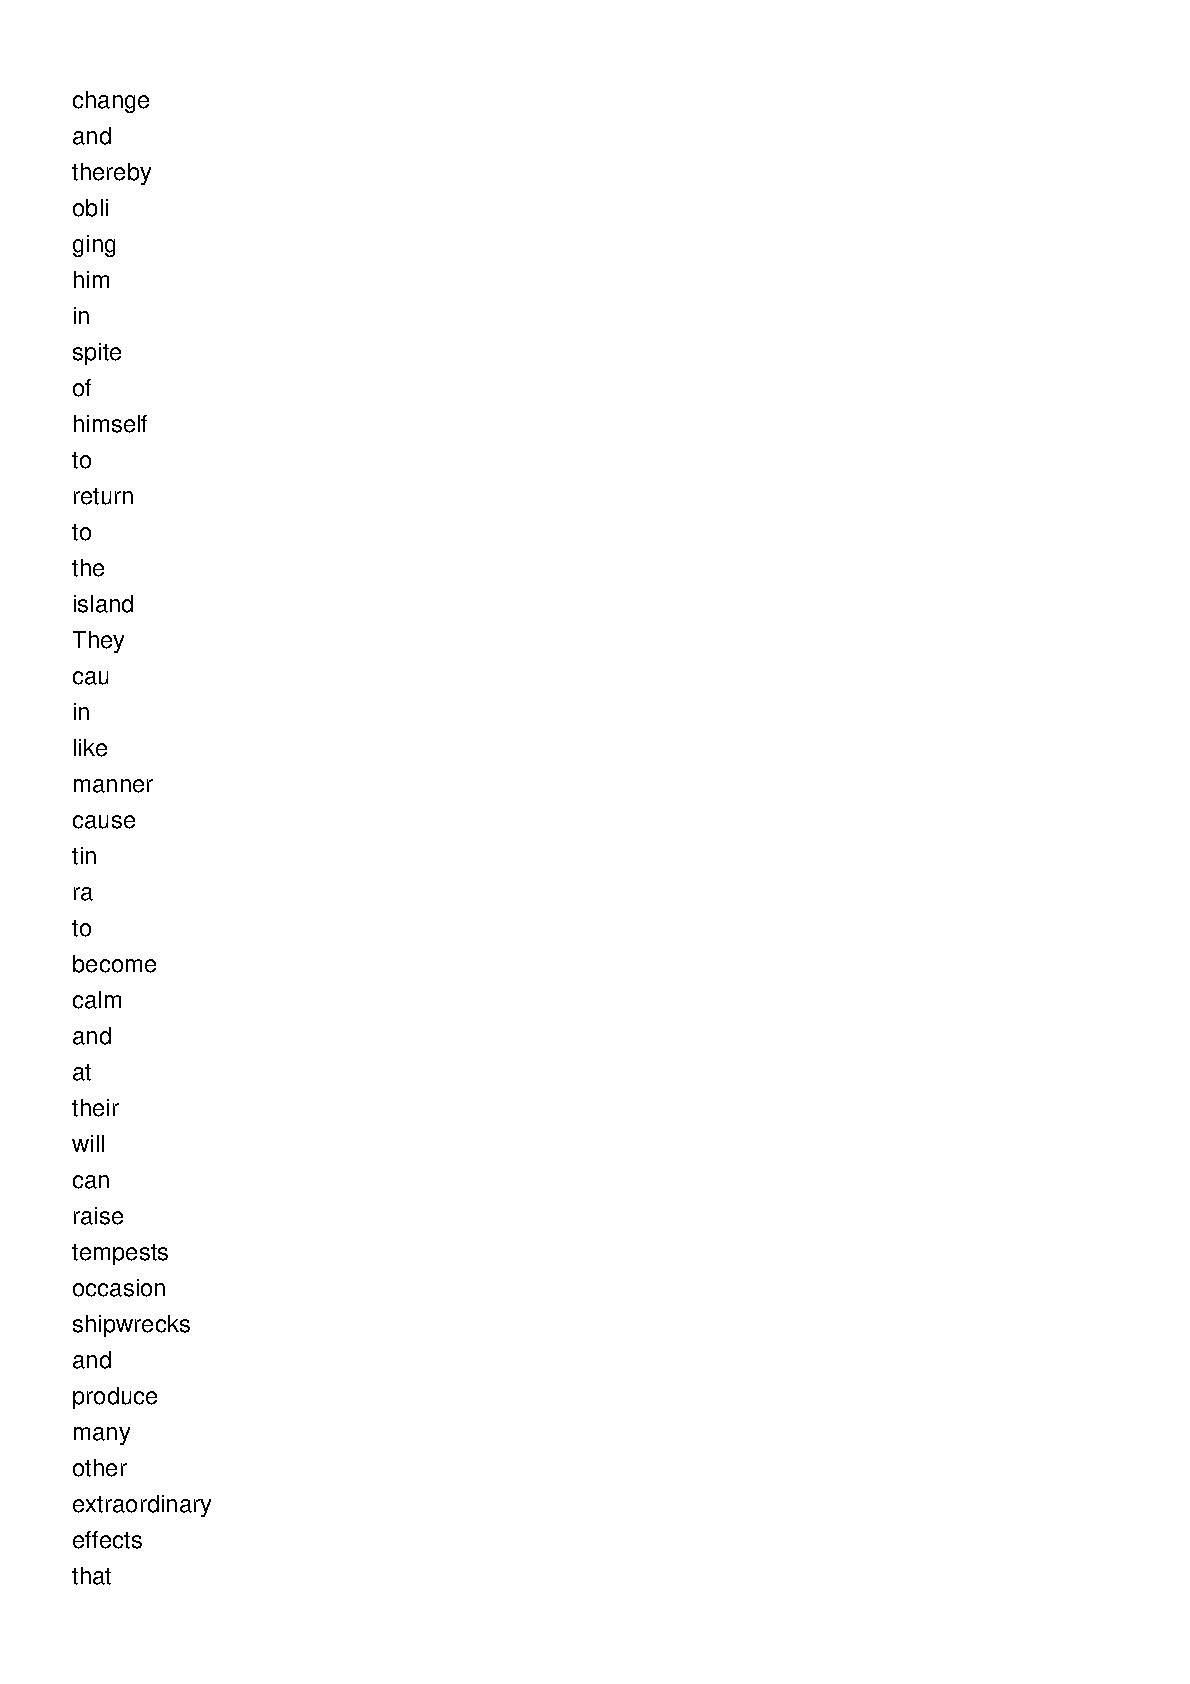 change
and
thereby
obli
ging
him
in
spite
of
himself
to
return
to
the
island
They
cau
in
like
manner
cause
tin
ra
to
become
calm
and
at
their
will
can
raise
tempests
occasion
shipwrecks
and
produce
many
other
extraordinary
effects
that